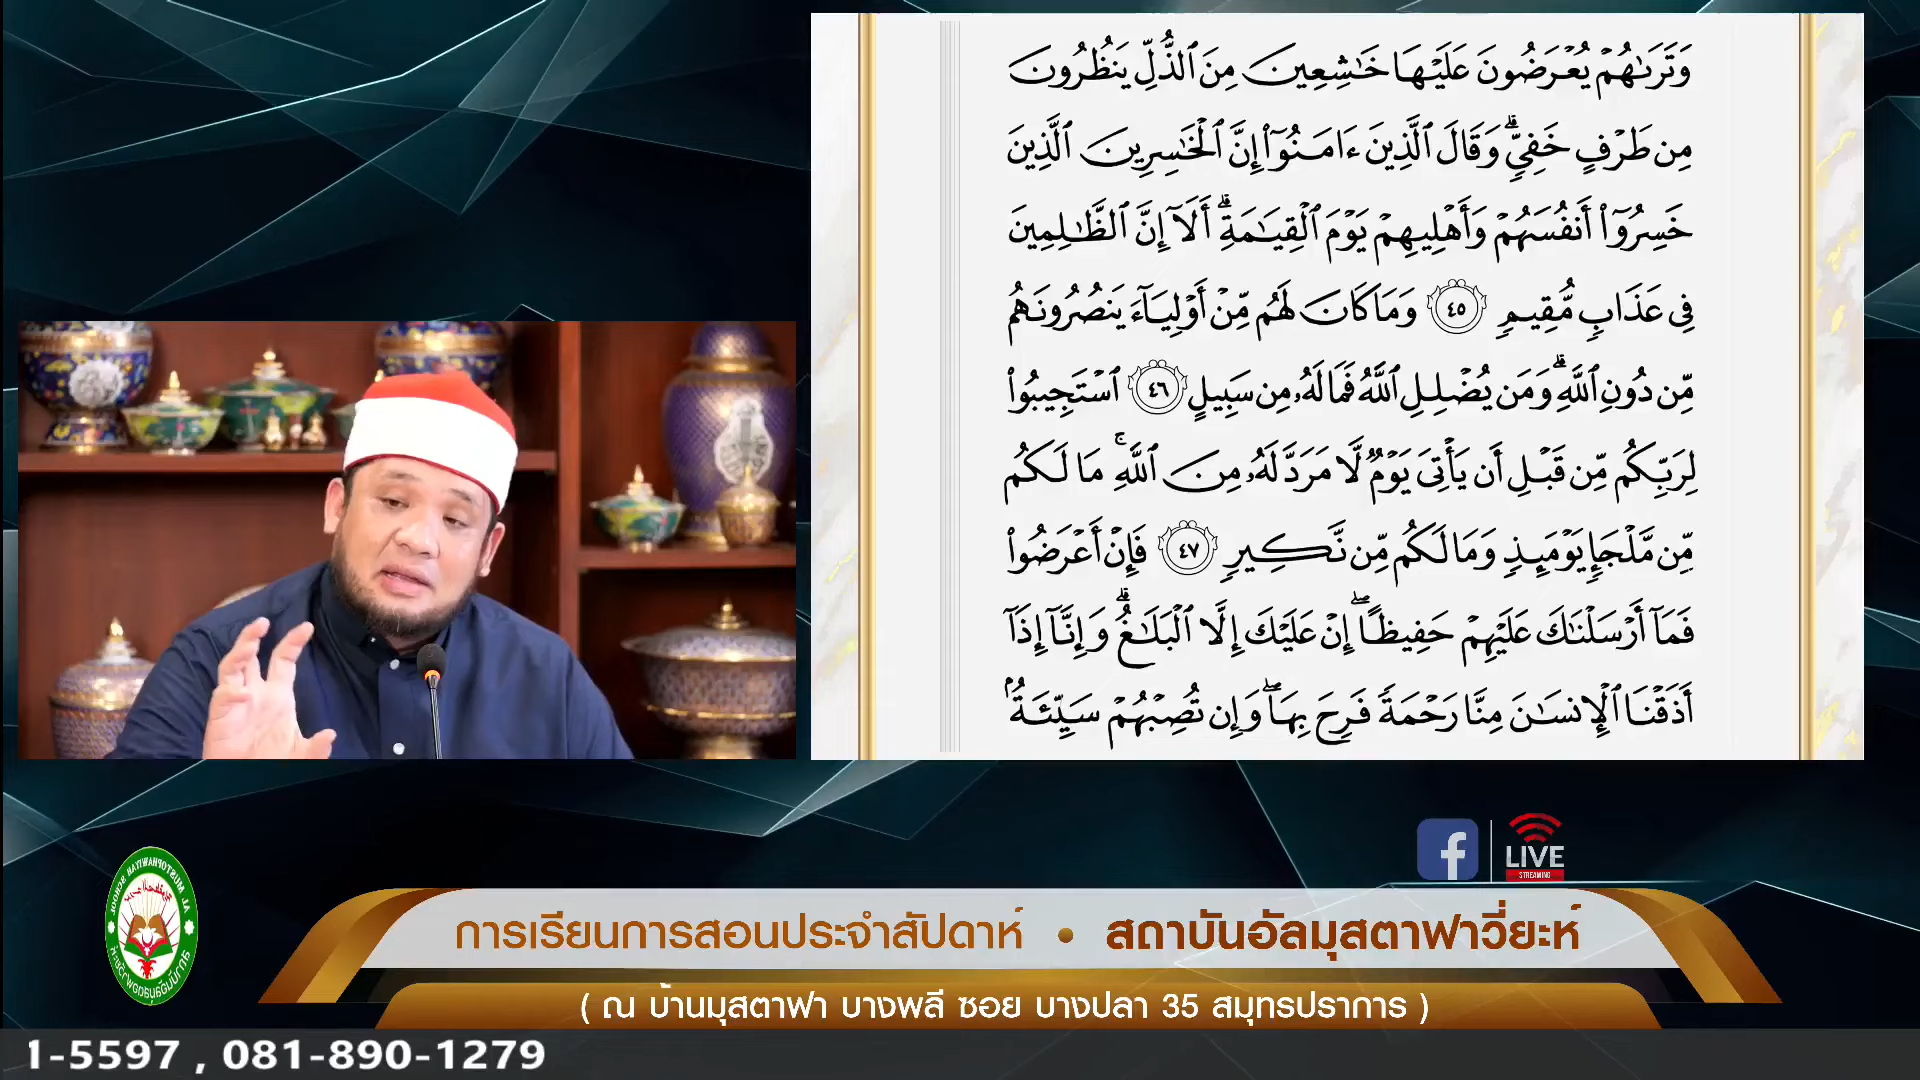 وَتَرَىٰهُمْ يُعْرَضُونَ عَلَيْهَا خَٰشِعِينَ مِنَ ٱلذُّلِّ يَنظُرُونَ
مِن طَرْفٍ خَفِىٍّۗ وَقَالَ ٱلَّذِينَ ءَامَنُوٓا۟ إِنَّ ٱلْخَٰسِرِينَ ٱلَّذِينَ
خَسِرُوٓا۟ أَنفُسَهُمْ وَأَهْلِيهِمْ يَوْمَ ٱلْقِيَٰمَةِۗ أَلَآ إِنَّ ٱلظَّٰلِمِينَ
فِى عَذَابٍ مُّقِيمٍ ٤٥ وَمَا كَانَ لَهُم مِّنْ أَوْلِيَآءَ يَنصُرُونَهُم
مِّن دُونِ ٱللَّهِۗ وَمَن يُضْلِلِ ٱللَّهُ فَمَا لَهُۥ مِن سَبِيلٍ ٤٦ ٱسْتَجِيبُوا۟
لِرَبِّكُم مِّن قَبْلِ أَن يَأْتِىَ يَوْمٌ لَّا مَرَدَّ لَهُۥ مِنَ ٱللَّهِۚ مَا لَكُم
مِّن مَّلْجَإٍ يَوْمَئِذٍ وَمَا لَكُم مِّن نَّكِيرٍ ٤٧ فَإِنْ أَعْرَضُوا۟
فَمَآ أَرْسَلْنَٰكَ عَلَيْهِمْ حَفِيظًاۖ إِنْ عَلَيْكَ إِلَّا ٱلْبَلَٰغُۗ وَإِنَّآ إِذَآ
أَذَقْنَا ٱلْإِنسَٰنَ مِنَّا رَحْمَةً فَرِحَ بِهَاۖ وَإِن تُصِبْهُمْ سَيِّئَةٌۢ
LIVE
STREAMING
การเรียนการสอนประจำสัปดาห์ • สถาบันอัลมุสตาฟาวี่ยะห์
( ณ บ้านมุสตาฟา บางพลี ซอย บางปลา 35 สมุทรปราการ )
1-5597 , 081-890-1279